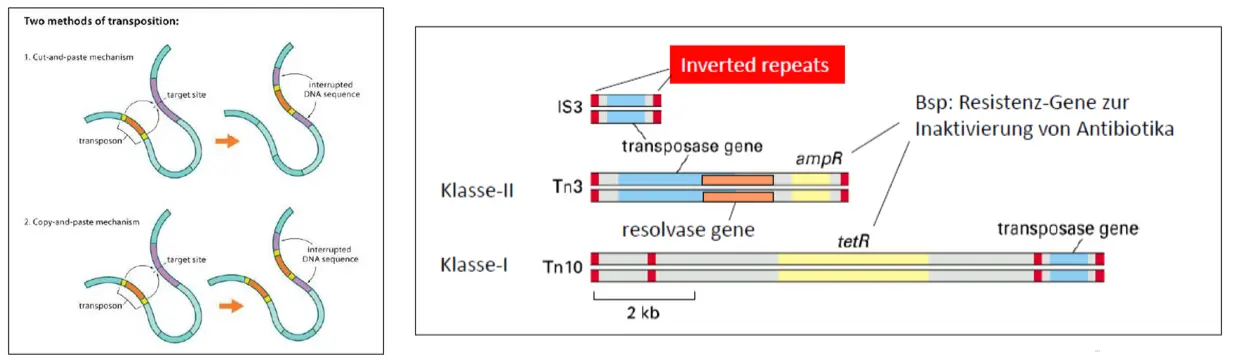 Two methods of transposition:
1. Cut-and-paste mechanism
target site
transposon
interrupted
DNA sequence
2. Copy-and-paste mechanism
target site
transposon
interrupted
DNA sequence
Inverted repeats
IS3
transposase gene
Bsp: Resistenz-Gene zur
Inaktivierung von Antibiotika
ampR
Klasse-II
Tn3
resolvase gene
tetR
transposase gene
Klasse-I
Tn10
2 kb